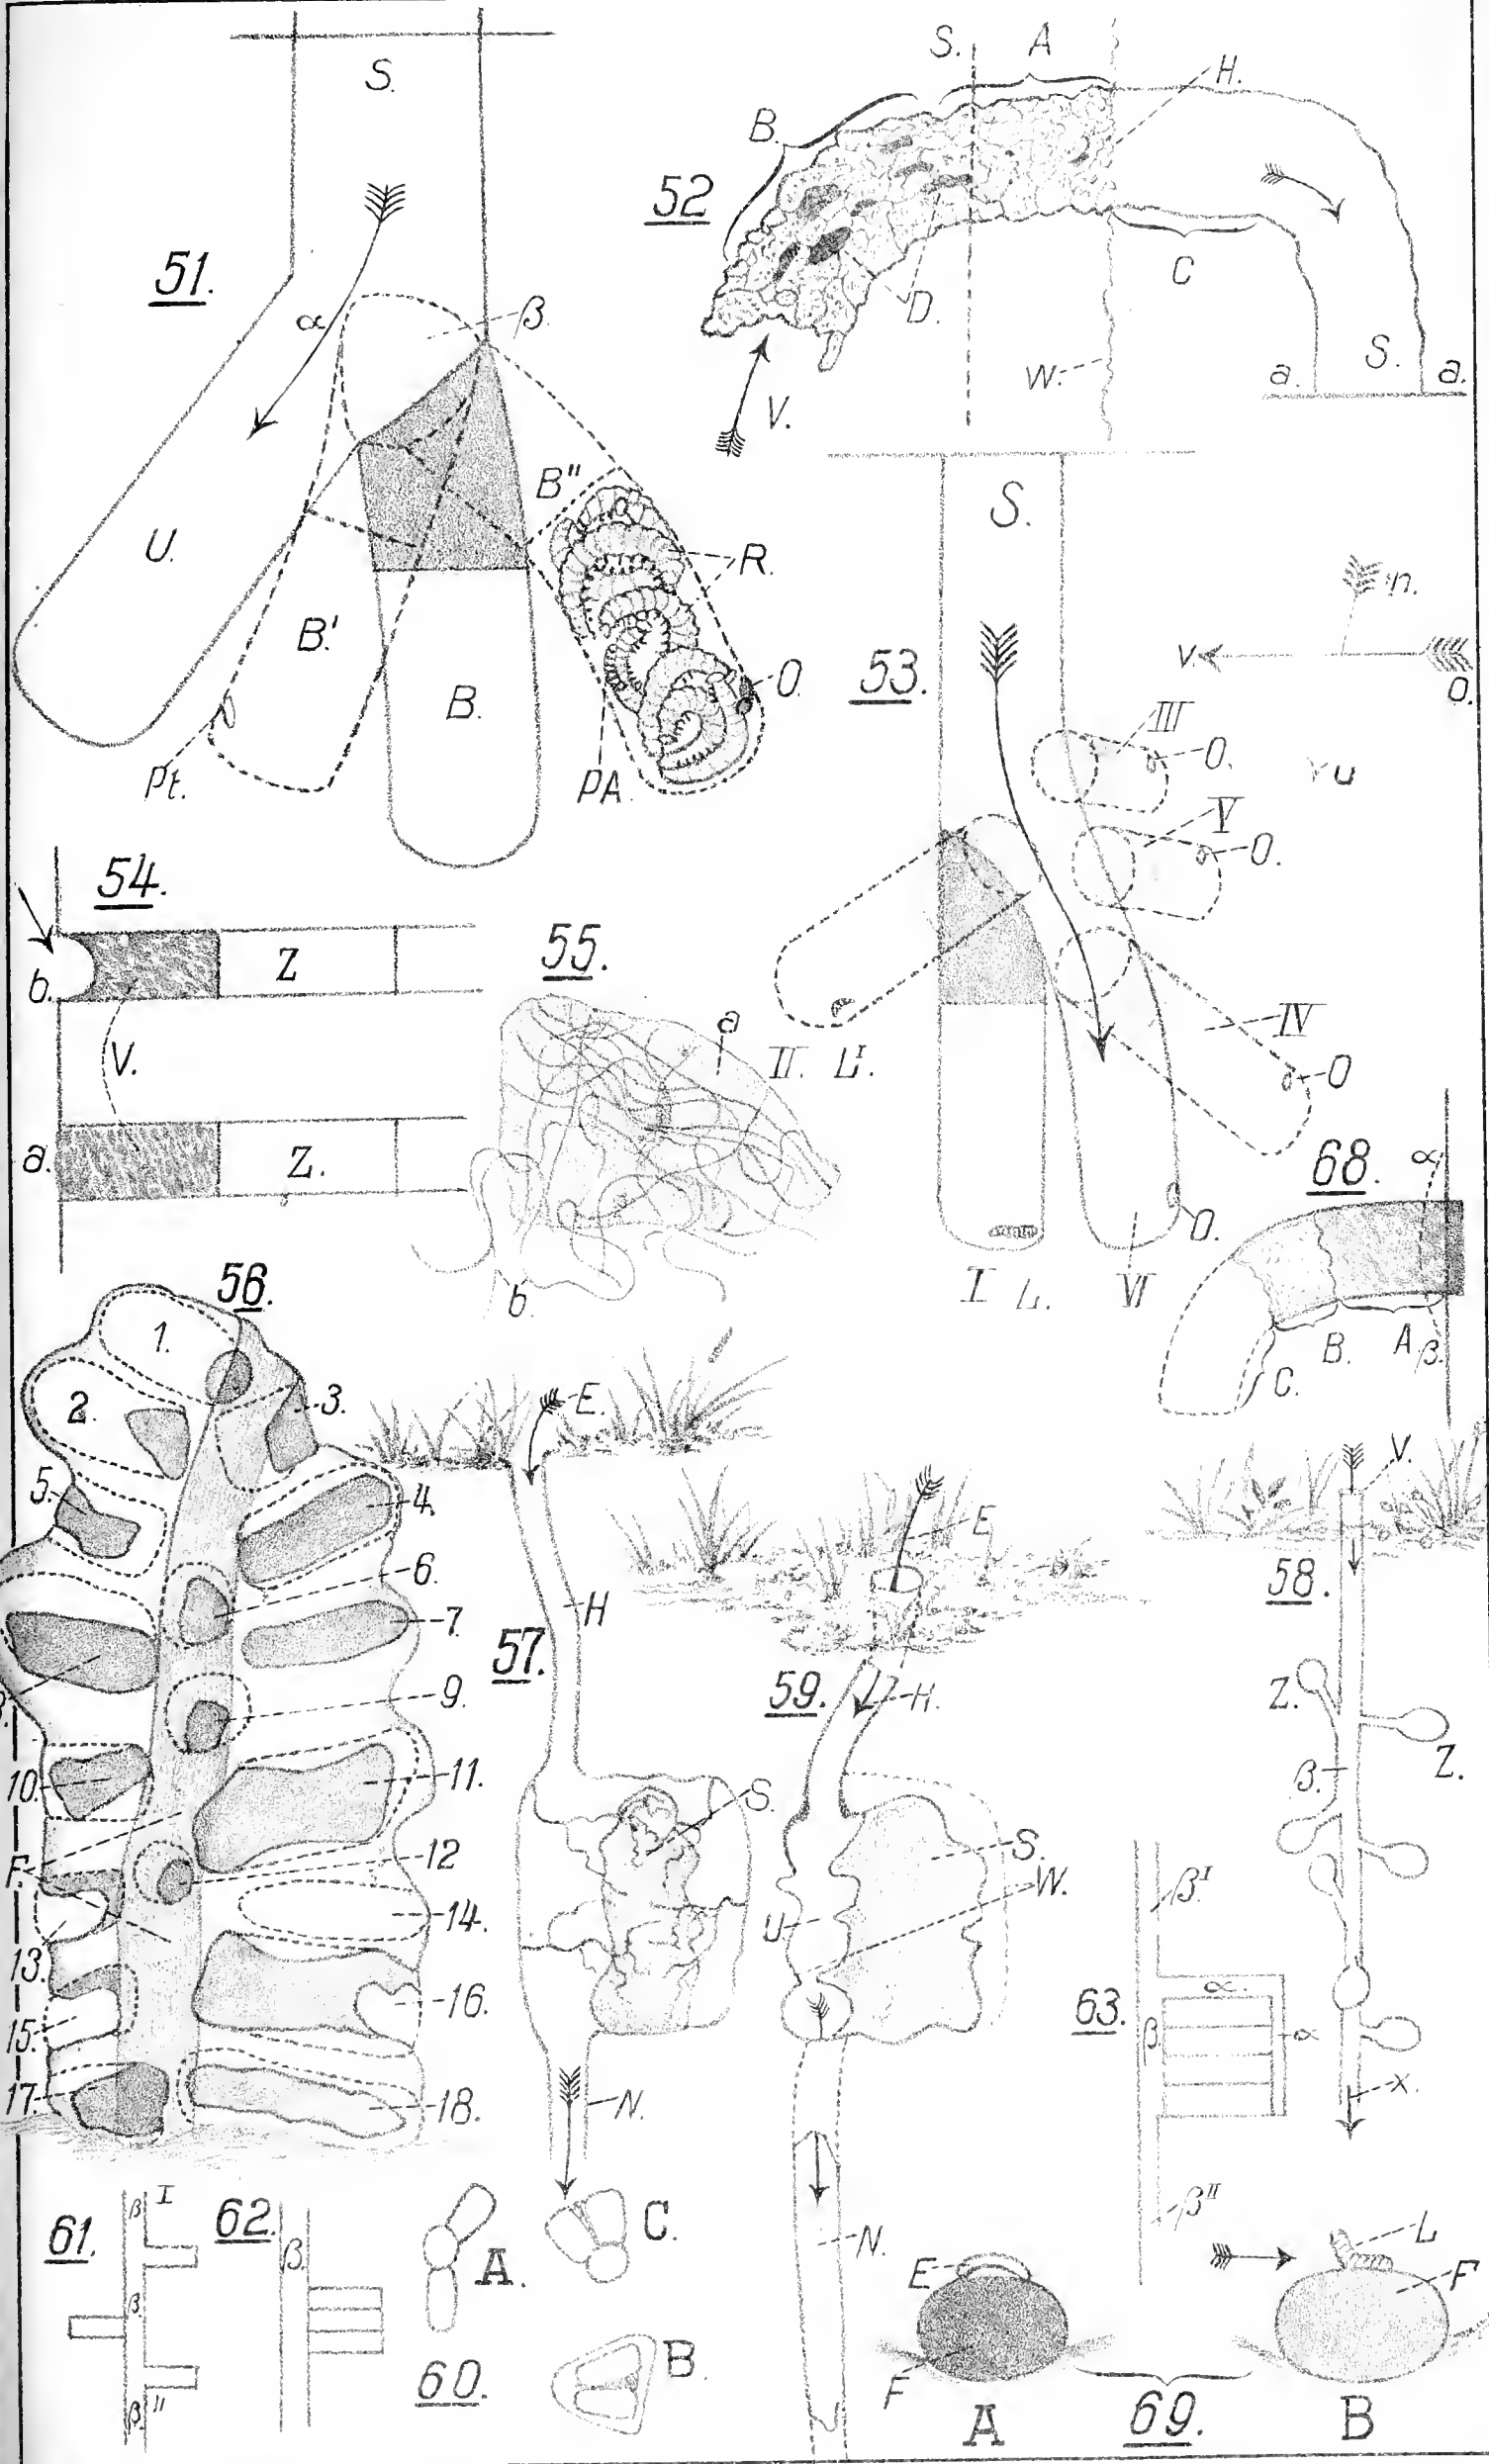 51.
S.
α
β.
U.
B'.
B.
B"
R.
O.
Pt.
PA.
52
S.
A
H.
B.
D.
C
W.
V.
a.
S.
a.
53.
S.
n.
V.
O.
u
III
O.
V
O.
IV
O
II. L'.
I L.
VI
O.
54.
b.
Z
V.
a.
Z.
55.
a
b.
68.
α
β.
A
B.
C.
56.
1.
2.
3.
4.
5.
6.
7.
9.
10.
11.
F.
12
13.
14.
15.
16.
17.
18.
57.
E.
H
S.
N.
59.
E.
H.
S.
W.
U.
N.
58.
V.
Z.
Z.
β.
X.
63.
βI
α.
β
α
βII
61.
β
I
β.
β."
62.
β.
60.
A.
C.
B.
69.
E
F
A
L
F
B